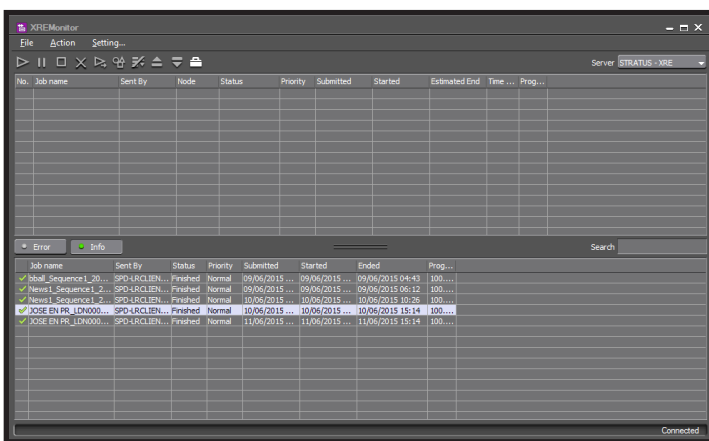 XREMonitor
File Action Setting...
Server STRATUS - XRE
No. Job name Sent By Node Status Priority Submitted Started Estimated End Time ... Prog...
Error Info Search
Job name Sent By Status Priority Submitted Started Ended Prog...
bball_Sequence1_20... SPD-LRCLIEN... Finished Normal 09/06/2015 ... 09/06/2015 ... 09/06/2015 04:43 100....
News1_Sequence1_2... SPD-LRCLIEN... Finished Normal 09/06/2015 ... 09/06/2015 ... 09/06/2015 06:12 100....
News1_Sequence1_2... SPD-LRCLIEN... Finished Normal 10/06/2015 ... 10/06/2015 ... 10/06/2015 10:26 100....
JOSE EN PR_LDN000... SPD-LRCLIEN... Finished Normal 10/06/2015 ... 10/06/2015 ... 10/06/2015 15:14 100....
JOSE EN PR_LDN000... SPD-LRCLIEN... Finished Normal 11/06/2015 ... 11/06/2015 ... 11/06/2015 15:14 100....
Connected